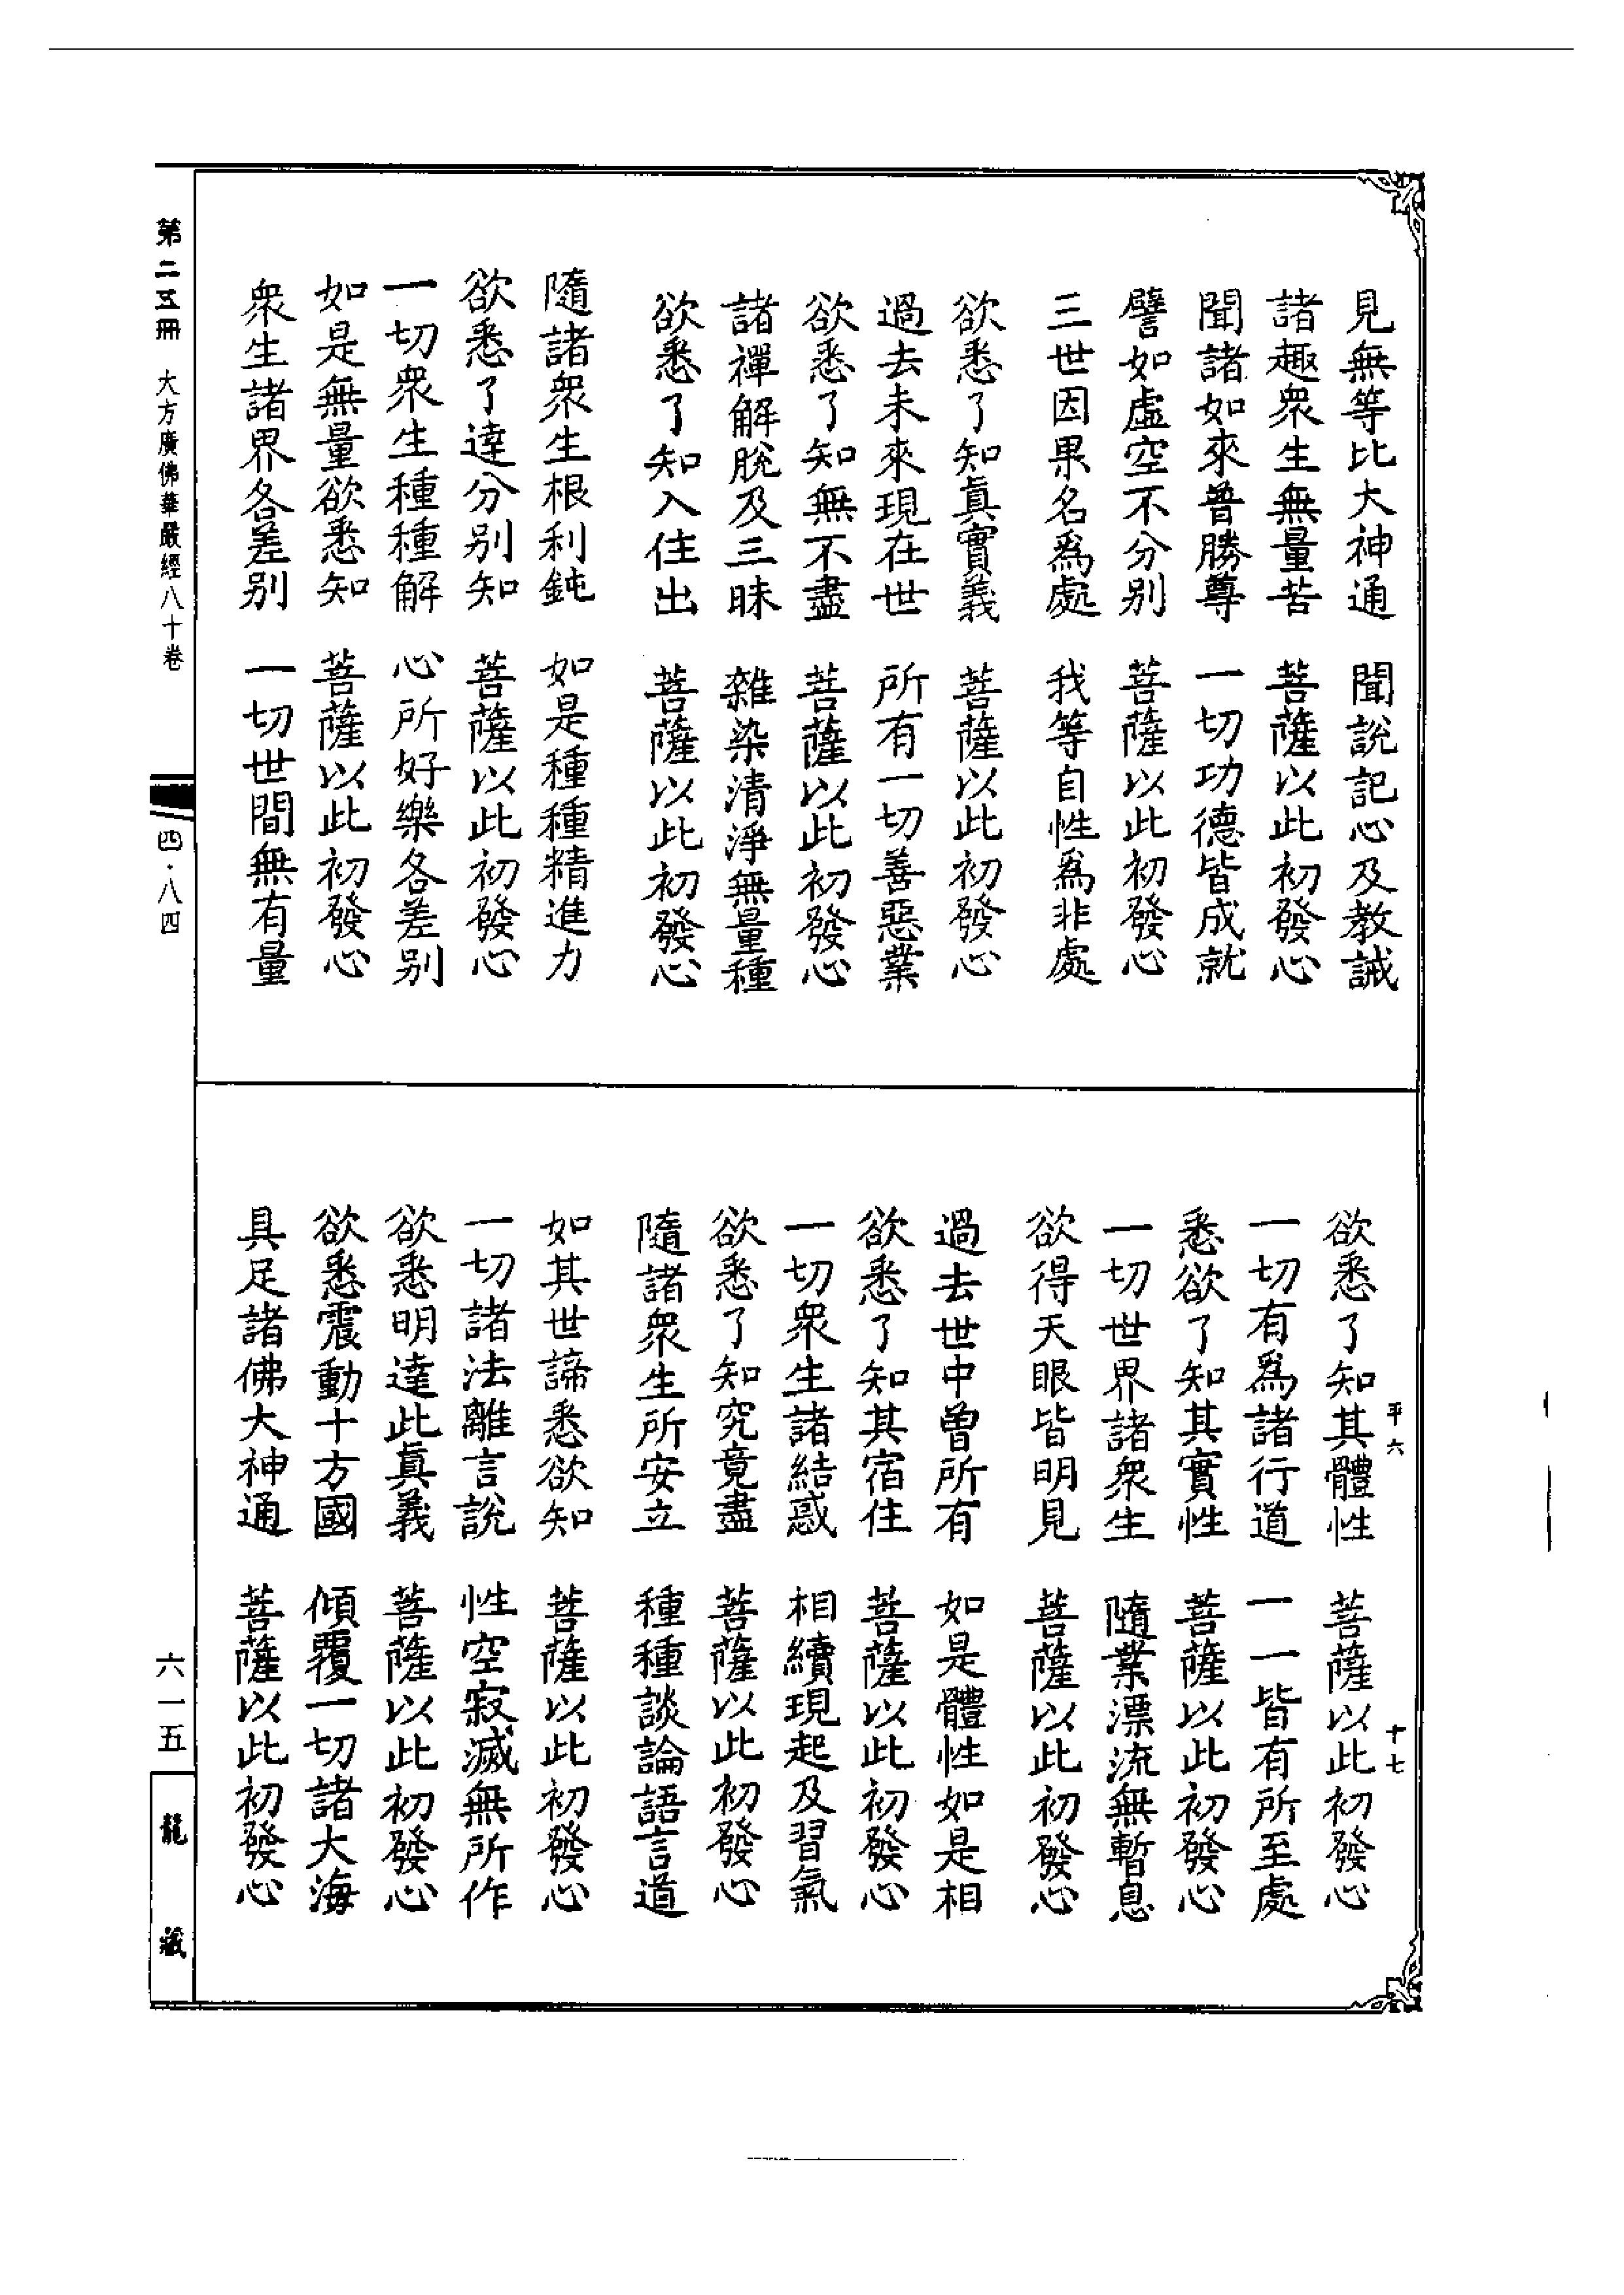 見無等比大神通　聞說記心及教誡
諸趣衆生無量苦　菩薩以此初發心
聞諸如來普勝尊　一切功德皆成就
譬如虛空不分別　菩薩以此初發心
三世因果名爲處　我等自性爲非處
欲悉了知眞實義　菩薩以此初發心
過去未來現在世　所有一切善惡業
欲悉了知無不盡　菩薩以此初發心
諸禪解脫及三昧　雜染清淨無量種
欲悉了知入住出　菩薩以此初發心
隨諸衆生根利鈍　如是種種精進力
欲悉了達分別知　菩薩以此初發心
一切衆生種種解　心所好樂各差別
如是無量欲悉知　菩薩以此初發心
衆生諸界各差別　一切世間無有量
欲悉了知其體性　菩薩以此初發心
一切有爲諸行道　一一皆有所至處
悉欲了知其實性　菩薩以此初發心
一切世界諸衆生　隨業漂流無暫息
欲得天眼皆明見　菩薩以此初發心
過去世中曾所有　如是體性如是相
欲悉了知其宿住　菩薩以此初發心
一切衆生諸結惑　相續現起及習氣
欲悉了知究竟盡　菩薩以此初發心
隨諸衆生所安立　種種談論語言道
如其世諦悉欲知　菩薩以此初發心
一切諸法離言說　性空寂滅無所作
欲悉明達此眞義　菩薩以此初發心
欲悉震動十方國　傾覆一切諸大海
具足諸佛大神通　菩薩以此初發心
平六　十七
第二五冊　大方廣佛華嚴經八十卷　四·八四　六一五　龍藏